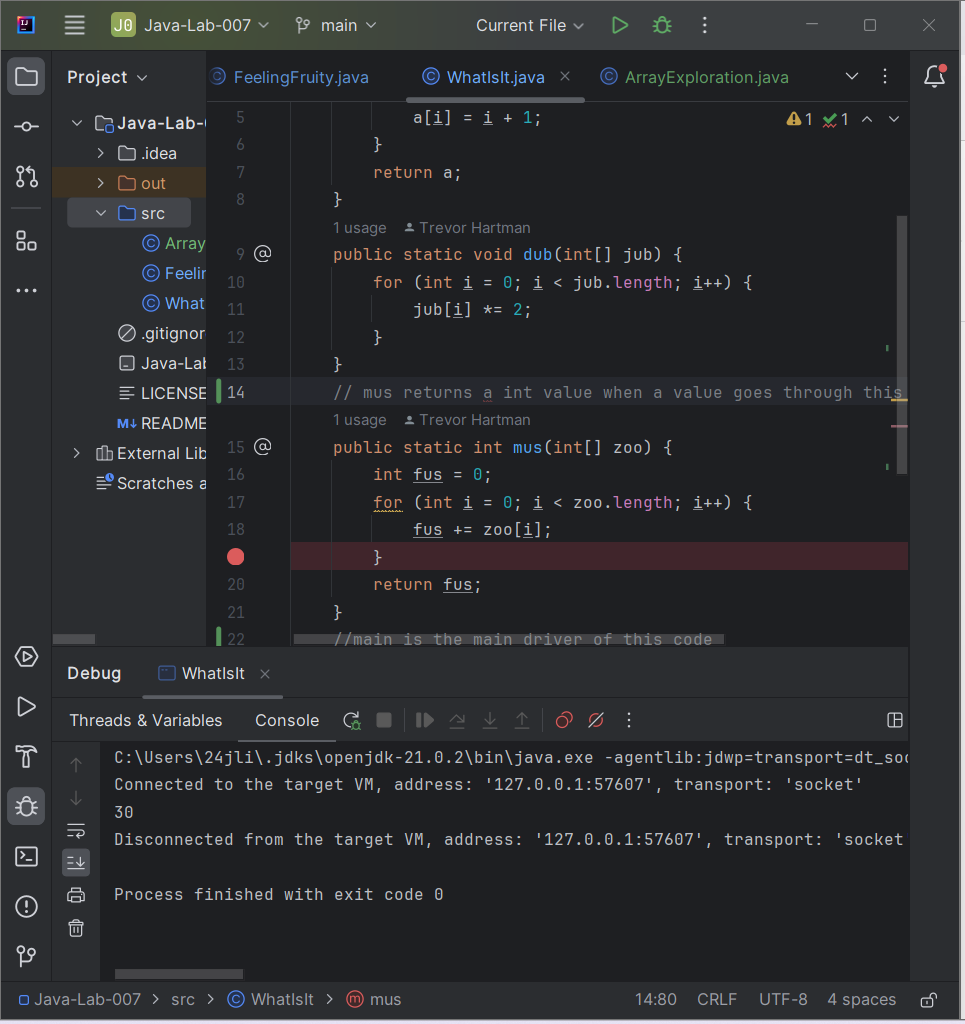 J0 Java-Lab-007 main Current File
Project FeelingFruity.java WhatIsIt.java ArrayExploration.java
Java-Lab-
.idea
out
src
Array
Feelin
What
.gitignor
Java-Lab
LICENSE
M↓ README
External Lib
Scratches a
1 1
5 a[i] = i + 1;
6 }
7 return a;
8 }
1 usage Trevor Hartman
9 @ public static void dub(int[] jub) {
10 for (int i = 0; i < jub.length; i++) {
11 jub[i] *= 2;
12 }
13 }
14 // mus returns a int value when a value goes through this
1 usage Trevor Hartman
15 @ public static int mus(int[] zoo) {
16 int fus = 0;
17 for (int i = 0; i < zoo.length; i++) {
18 fus += zoo[i];
}
20 return fus;
21 }
22 //main is the main driver of this code
Debug WhatIsIt
Threads & Variables Console
C:\Users\24jli\.jdks\openjdk-21.0.2\bin\java.exe -agentlib:jdwp=transport=dt_soc
Connected to the target VM, address: '127.0.0.1:57607', transport: 'socket'
30
Disconnected from the target VM, address: '127.0.0.1:57607', transport: 'socket
Process finished with exit code 0
Java-Lab-007 > src > WhatIsIt > mus 14:80 CRLF UTF-8 4 spaces